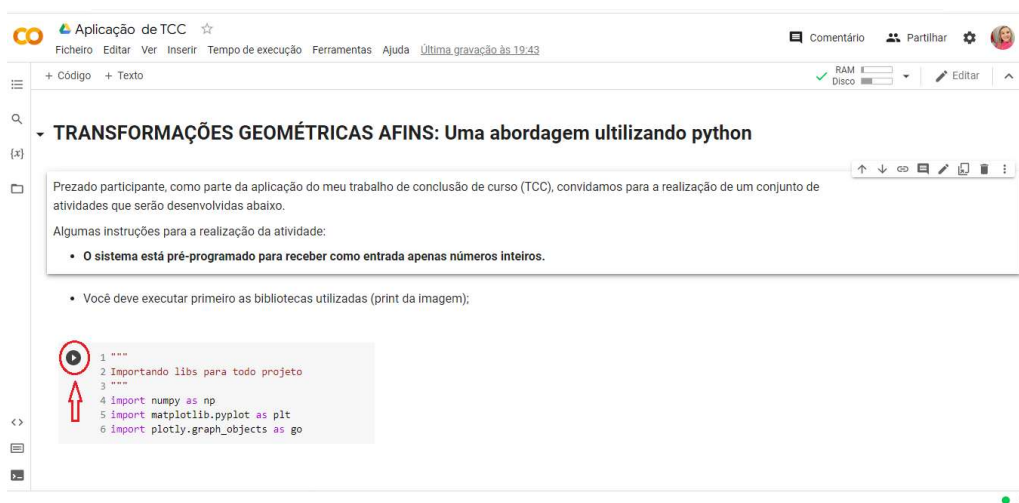 Aplicação de TCC
Ficheiro Editar Ver Inserir Tempo de execução Ferramentas Ajuda Última gravação às 19:43
Comentário Partilhar
+ Código + Texto
RAM
Disco
Editar
{x}
TRANSFORMAÇÕES GEOMÉTRICAS AFINS: Uma abordagem ultilizando python
Prezado participante, como parte da aplicação do meu trabalho de conclusão de curso (TCC), convidamos para a realização de um conjunto de
atividades que serão desenvolvidas abaixo.
Algumas instruções para a realização da atividade:
• O sistema está pré-programado para receber como entrada apenas números inteiros.
• Você deve executar primeiro as bibliotecas utilizadas (print da imagem);
1 """
2 Importando libs para todo projeto
3 """
4 import numpy as np
5 import matplotlib.pyplot as plt
6 import plotly.graph_objects as go